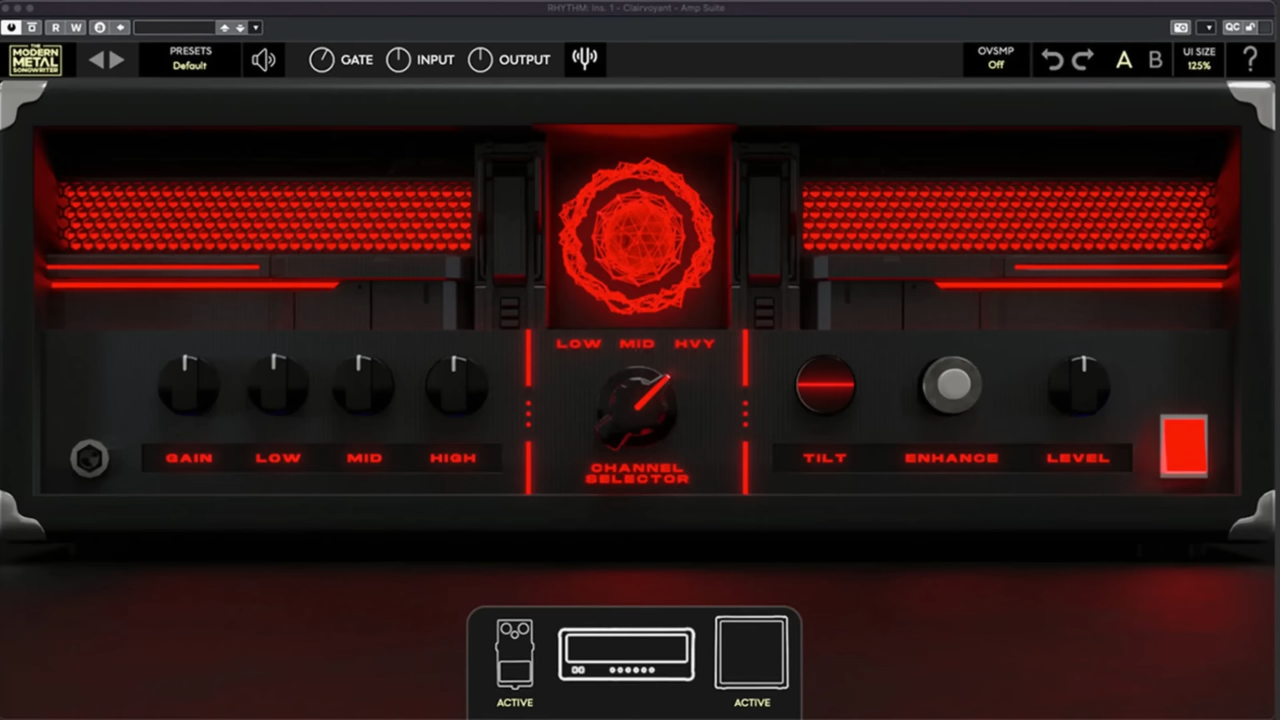 RHYTHM: Ins. 1 - Clairvoyant - Amp Suite
R W a QC
THE
MODERN
METAL
SONGWRITER
PRESETS
Default
GATE
INPUT
OUTPUT
OVSMP
Off
A B
UI SIZE
125%
?
LOW MID HVY
GAIN LOW MID HIGH
CHANNEL
SELECTOR
TILT ENHANCE LEVEL
ACTIVE ACTIVE